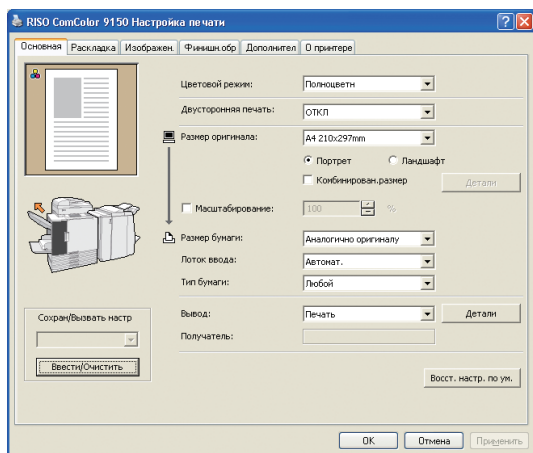 RISO ComColor 9150 Настройка печати
Основная Раскладка Изображен. Финишн.обр Дополнител О принтере
Цветовой режим: Полноцветн
Двусторонняя печать: ОТКЛ
Размер оригинала: A4 210x297mm
Портрет Ландшафт
Комбинирован.размер Детали
Масштабирование: 100 %
Размер бумаги: Аналогично оригиналу
Лоток ввода: Автомат.
Тип бумаги: Любой
Сохран/Вызвать настр
Вывод: Печать Детали
Получатель:
Ввести/Очистить
Восст. настр. по ум.
OK Отмена Применить